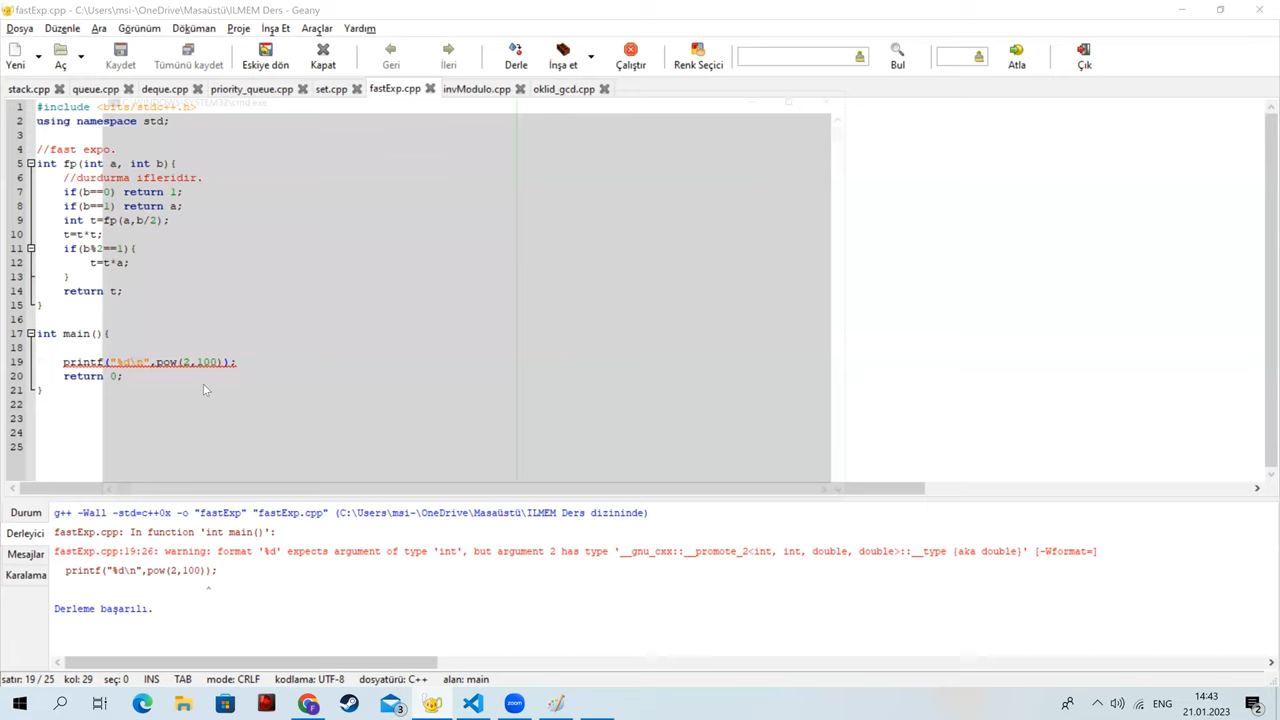 fastExp.cpp - C:\Users\msi-\OneDrive\Masaüstü\ILMEM Ders - Geany
Dosya Düzenle Ara Görünüm Döküman Proje İnşa Et Araçlar Yardım
Yeni Aç Kaydet Tümünü kaydet Eskiye dön Kapat Geri İleri Derle İnşa et Çalıştır Renk Seçici Bul Atla Çık
stack.cpp queue.cpp deque.cpp priority_queue.cpp set.cpp fastExp.cpp invModulo.cpp oklid_gcd.cpp
C:\WINDOWS\SYSTEM32\cmd.exe
1 #include <bits/stdc++.h>
2 using namespace std;
3
4 //fast expo.
5 int fp(int a, int b){
6 //durdurma ifleridir.
7 if(b==0) return 1;
8 if(b==1) return a;
9 int t=fp(a,b/2);
10 t=t*t;
11 if(b%2==1){
12 t=t*a;
13 }
14 return t;
15 }
16
17 int main(){
18
19 printf("%d\n",pow(2,100));
20 return 0;
21 }
22
23
24
25
Durum
Derleyici
Mesajlar
Karalama
g++ -Wall -std=c++0x -o "fastExp" "fastExp.cpp" (C:\Users\msi-\OneDrive\Masaüstü\ILMEM Ders dizininde)
fastExp.cpp: In function 'int main()':
fastExp.cpp:19:26: warning: format '%d' expects argument of type 'int', but argument 2 has type '__gnu_cxx::__promote_2<int, int, double, double>::__type {aka double}' [-Wformat=]
printf("%d\n",pow(2,100));
^
Derleme başarılı.
satır: 19 / 25 kol: 29 seç: 0 INS TAB mode: CRLF kodlama: UTF-8 dosyatürü: C++ alan: main
3 zoom F ENG 14:43
21.01.2023 2